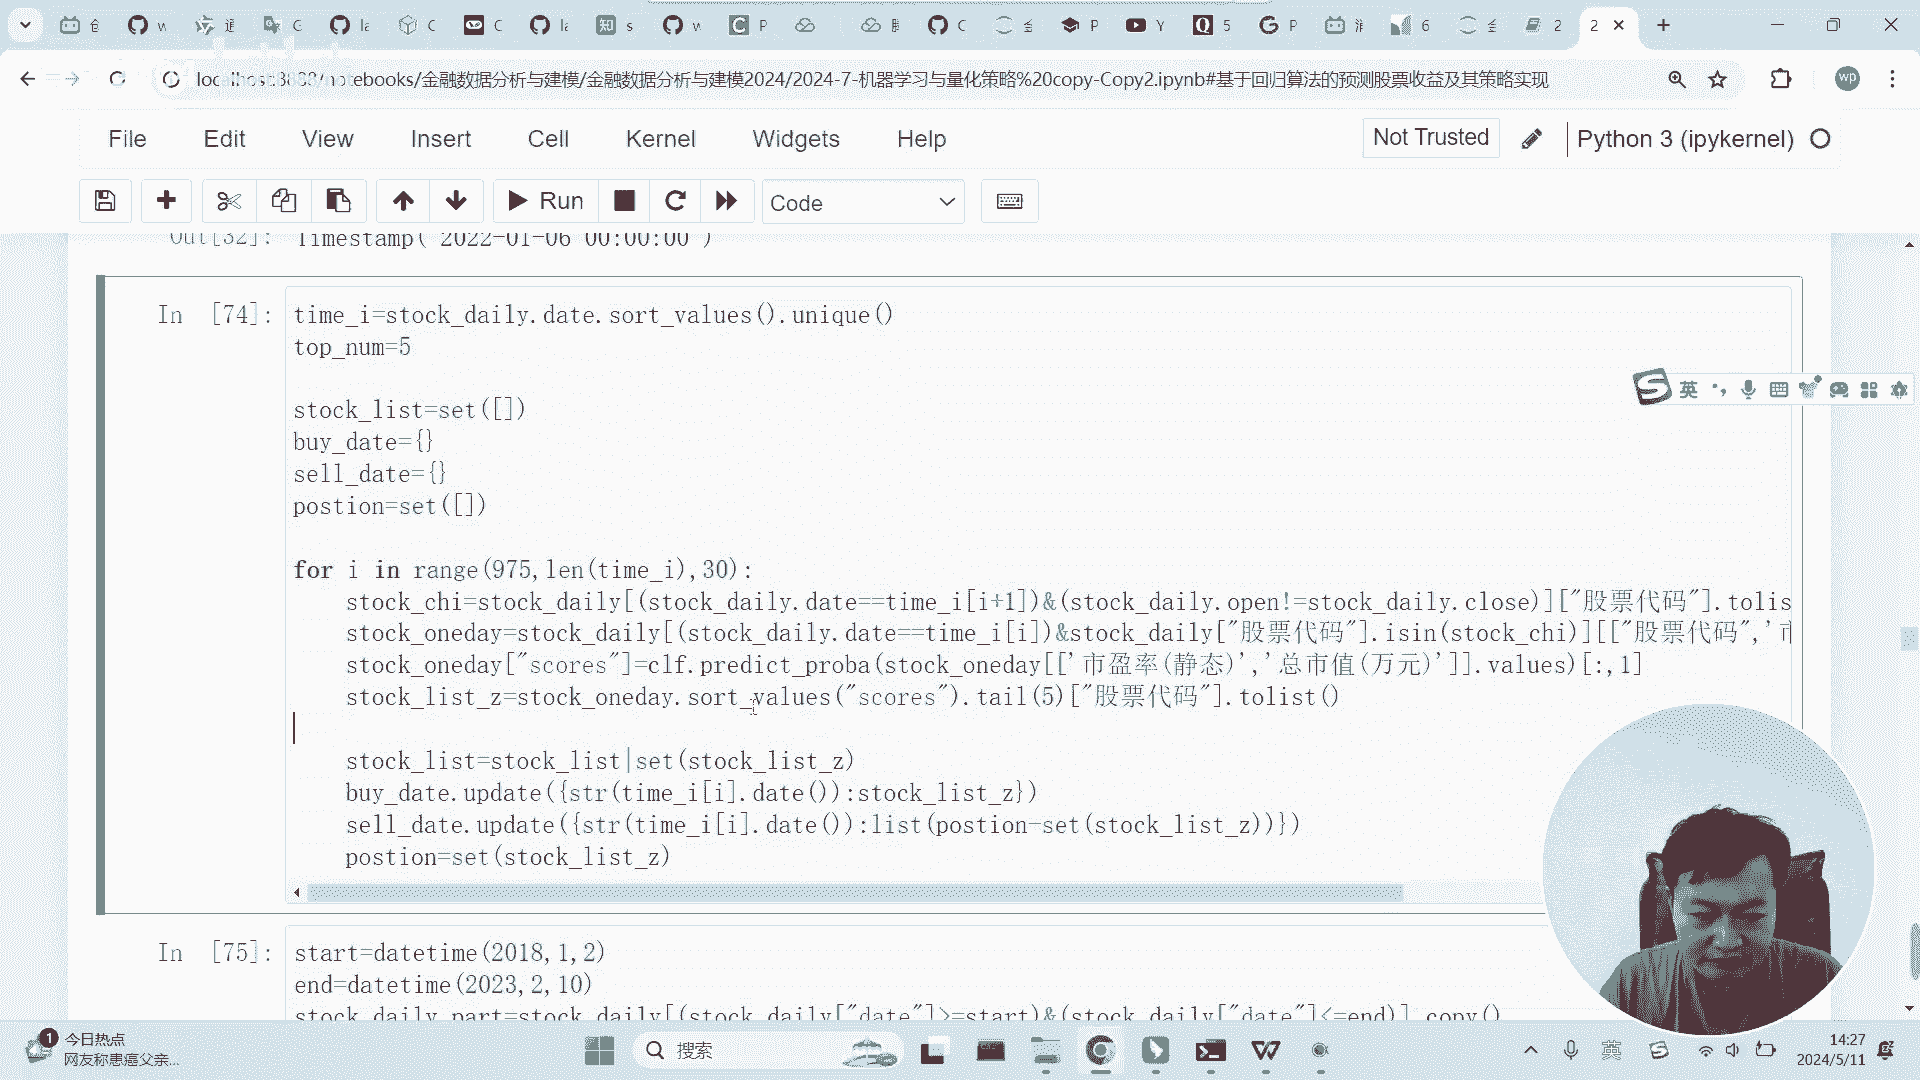 localhost:8888/notebooks/金融数据分析与建模/金融数据分析与建模2024/2024-7-机器学习与量化策略%20copy-Copy2.ipynb#基于回归算法的预测股票收益及其策略实现
wp
File Edit View Insert Cell Kernel Widgets Help
Not Trusted
Python 3 (ipykernel)
Run
Code
Out[32]: Timestamp('2022-01-06 00:00:00')
In [74]:
time_i=stock_daily.date.sort_values().unique()
top_num=5
stock_list=set([])
buy_date={}
sell_date={}
postion=set([])
for i in range(975,len(time_i),30):
stock_chi=stock_daily[(stock_daily.date==time_i[i+1])&(stock_daily.open!=stock_daily.close)]["股票代码"].tolis
stock_oneday=stock_daily[(stock_daily.date==time_i[i])&stock_daily["股票代码"].isin(stock_chi)][["股票代码",'市
stock_oneday["scores"]=clf.predict_proba(stock_oneday[['市盈率(静态)','总市值(万元)']].values)[:,1]
stock_list_z=stock_oneday.sort_values("scores").tail(5)["股票代码"].tolist()
stock_list=stock_list|set(stock_list_z)
buy_date.update({str(time_i[i].date()):stock_list_z})
sell_date.update({str(time_i[i].date()):list(postion-set(stock_list_z))})
postion=set(stock_list_z)
In [75]:
start=datetime(2018,1,2)
end=datetime(2023,2,10)
stock_daily_part=stock_daily[(stock_daily["date"]>=start)&(stock_daily["date"]<=end)].copy()
英
1
今日热点
网友称患癌父亲...
搜索
英
14:27
2024/5/11